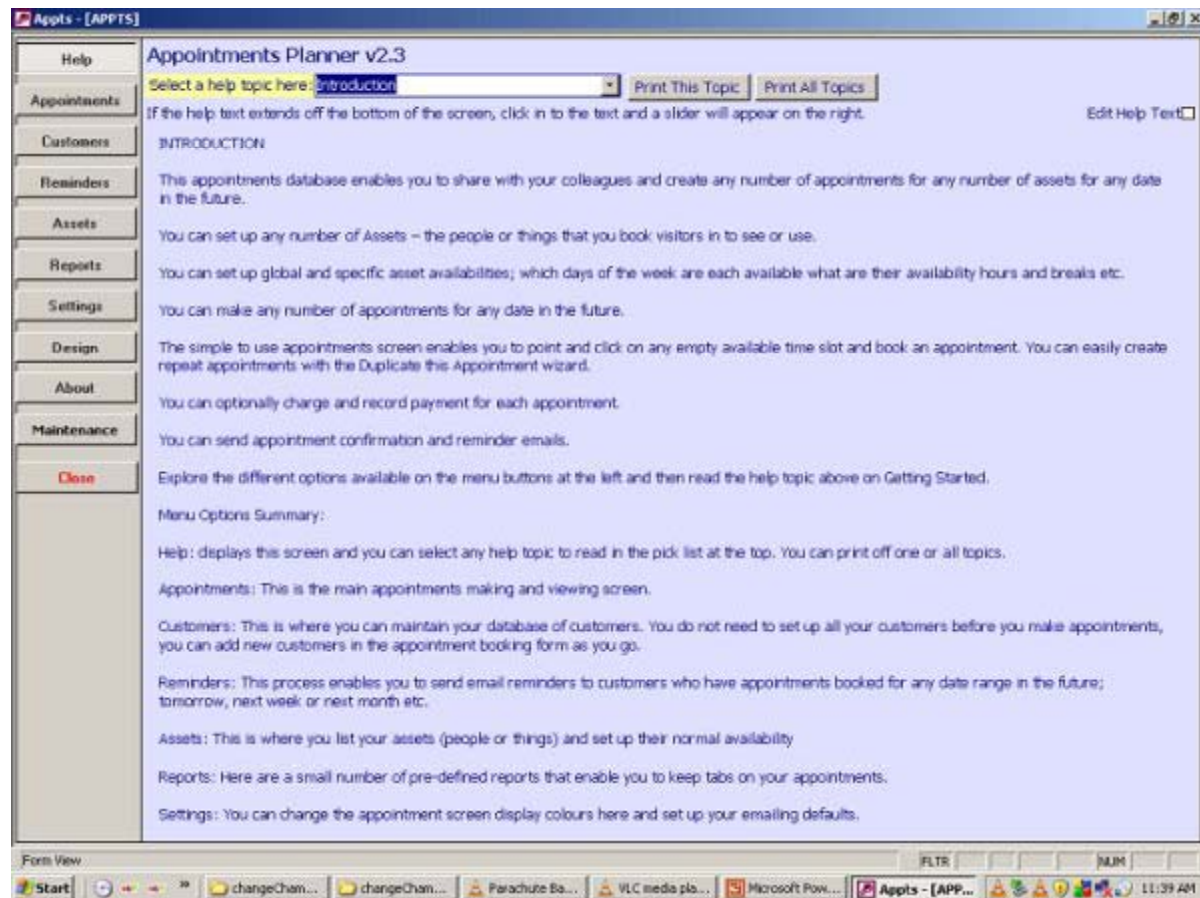 Appts - [APPTS]
Help
Appointments
Customers
Reminders
Assets
Reports
Settings
Design
About
Maintenance
Close
Appointments Planner v2.3
Select a help topic here: Introduction
Print This Topic
Print All Topics
If the help text extends off the bottom of the screen, click in to the text and a slider will appear on the right.
Edit Help Text
INTRODUCTION
This appointments database enables you to share with your colleagues and create any number of appointments for any number of assets for any date
in the future.
You can set up any number of Assets – the people or things that you book visitors in to see or use.
You can set up global and specific asset availabilities; which days of the week are each available what are their availability hours and breaks etc.
You can make any number of appointments for any date in the future.
The simple to use appointments screen enables you to point and click on any empty available time slot and book an appointment. You can easily create
repeat appointments with the Duplicate this Appointment wizard.
You can optionally charge and record payment for each appointment.
You can send appointment confirmation and reminder emails.
Explore the different options available on the menu buttons at the left and then read the help topic above on Getting Started.
Menu Options Summary:
Help: displays this screen and you can select any help topic to read in the pick list at the top. You can print off one or all topics.
Appointments: This is the main appointments making and viewing screen.
Customers: This is where you can maintain your database of customers. You do not need to set up all your customers before you make appointments,
you can add new customers in the appointment booking form as you go.
Reminders: This process enables you to send email reminders to customers who have appointments booked for any date range in the future;
tomorrow, next week or next month etc.
Assets: This is where you list your assets (people or things) and set up their normal availability
Reports: Here are a small number of pre-defined reports that enable you to keep tabs on your appointments.
Settings: You can change the appointment screen display colours here and set up your emailing defaults.
Form View
FLTR
NUM
Start
changeCham...
changeCham...
Parachute Ba...
VLC media pla...
Microsoft Pow...
Appts - [APP...
11:39 AM